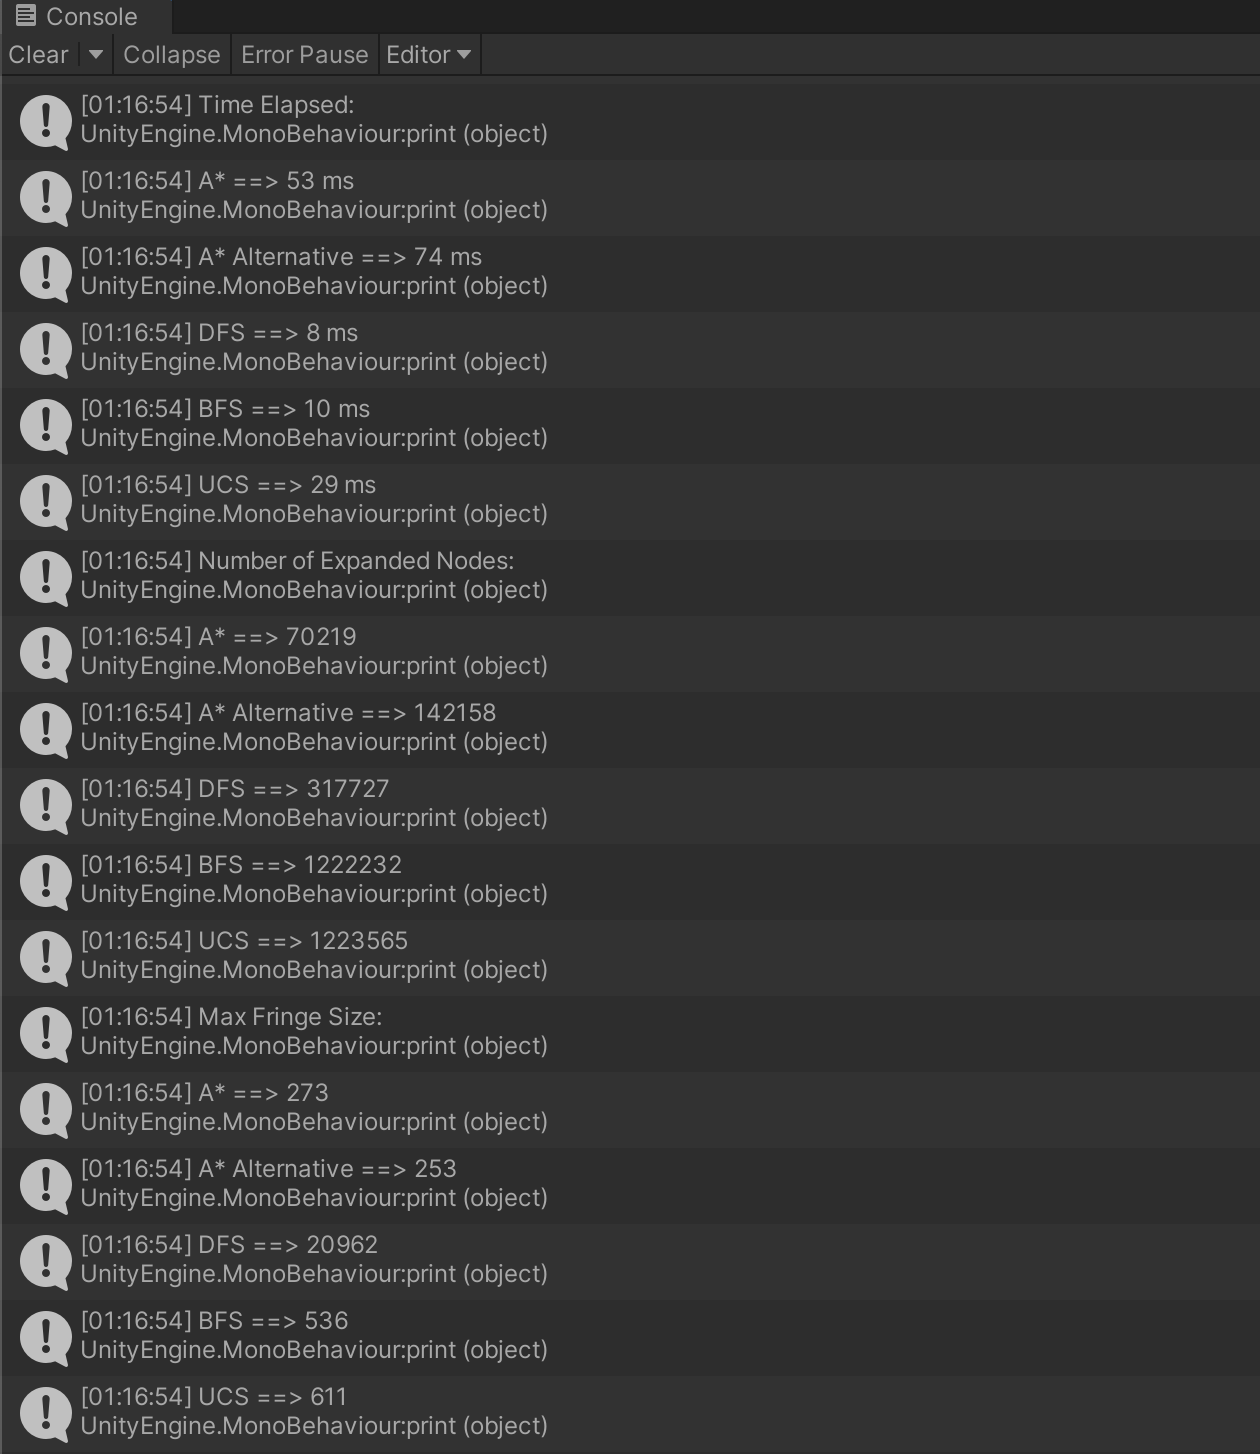 Console
Clear Collapse Error Pause Editor
[01:16:54] Time Elapsed:
UnityEngine.MonoBehaviour:print (object)
[01:16:54] A* ==> 53 ms
UnityEngine.MonoBehaviour:print (object)
[01:16:54] A* Alternative ==> 74 ms
UnityEngine.MonoBehaviour:print (object)
[01:16:54] DFS ==> 8 ms
UnityEngine.MonoBehaviour:print (object)
[01:16:54] BFS ==> 10 ms
UnityEngine.MonoBehaviour:print (object)
[01:16:54] UCS ==> 29 ms
UnityEngine.MonoBehaviour:print (object)
[01:16:54] Number of Expanded Nodes:
UnityEngine.MonoBehaviour:print (object)
[01:16:54] A* ==> 70219
UnityEngine.MonoBehaviour:print (object)
[01:16:54] A* Alternative ==> 142158
UnityEngine.MonoBehaviour:print (object)
[01:16:54] DFS ==> 317727
UnityEngine.MonoBehaviour:print (object)
[01:16:54] BFS ==> 1222232
UnityEngine.MonoBehaviour:print (object)
[01:16:54] UCS ==> 1223565
UnityEngine.MonoBehaviour:print (object)
[01:16:54] Max Fringe Size:
UnityEngine.MonoBehaviour:print (object)
[01:16:54] A* ==> 273
UnityEngine.MonoBehaviour:print (object)
[01:16:54] A* Alternative ==> 253
UnityEngine.MonoBehaviour:print (object)
[01:16:54] DFS ==> 20962
UnityEngine.MonoBehaviour:print (object)
[01:16:54] BFS ==> 536
UnityEngine.MonoBehaviour:print (object)
[01:16:54] UCS ==> 611
UnityEngine.MonoBehaviour:print (object)